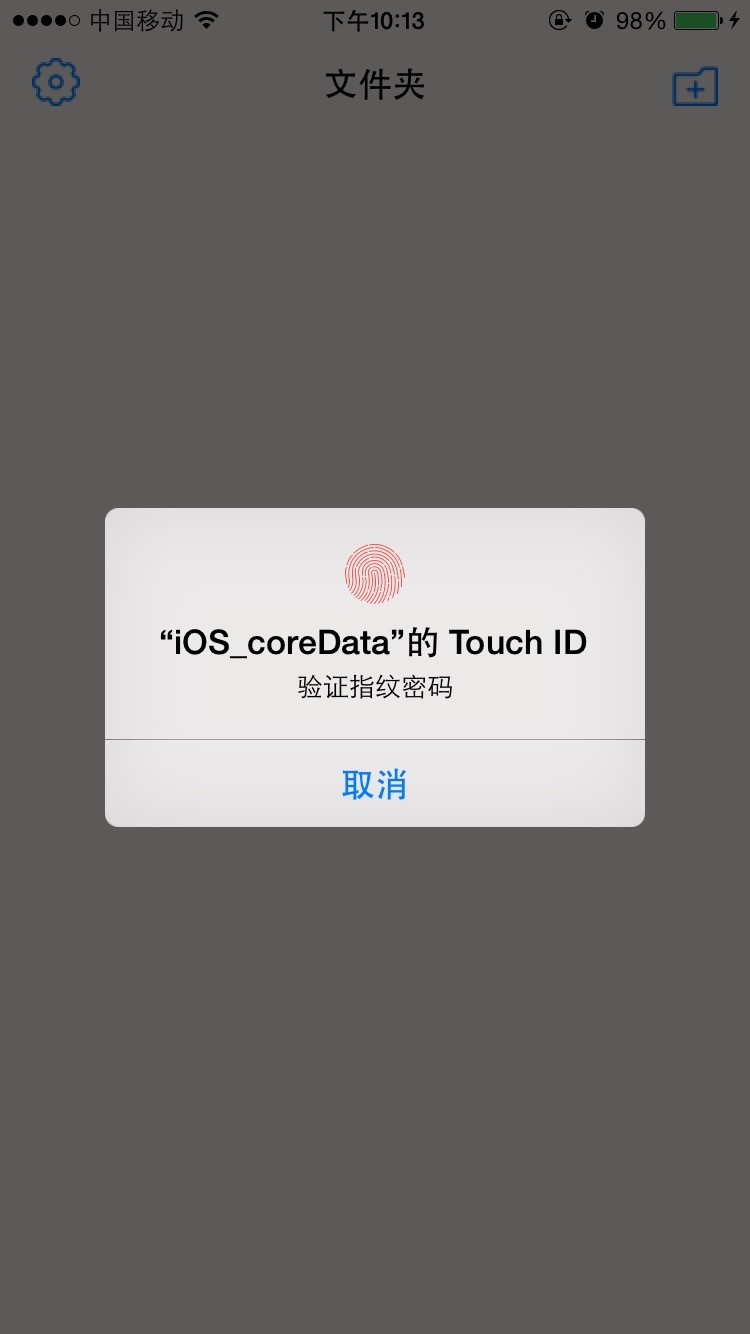 中国移动 下午10:13 98%
文件夹
“iOS_coreData”的 Touch ID
验证指纹密码
取消